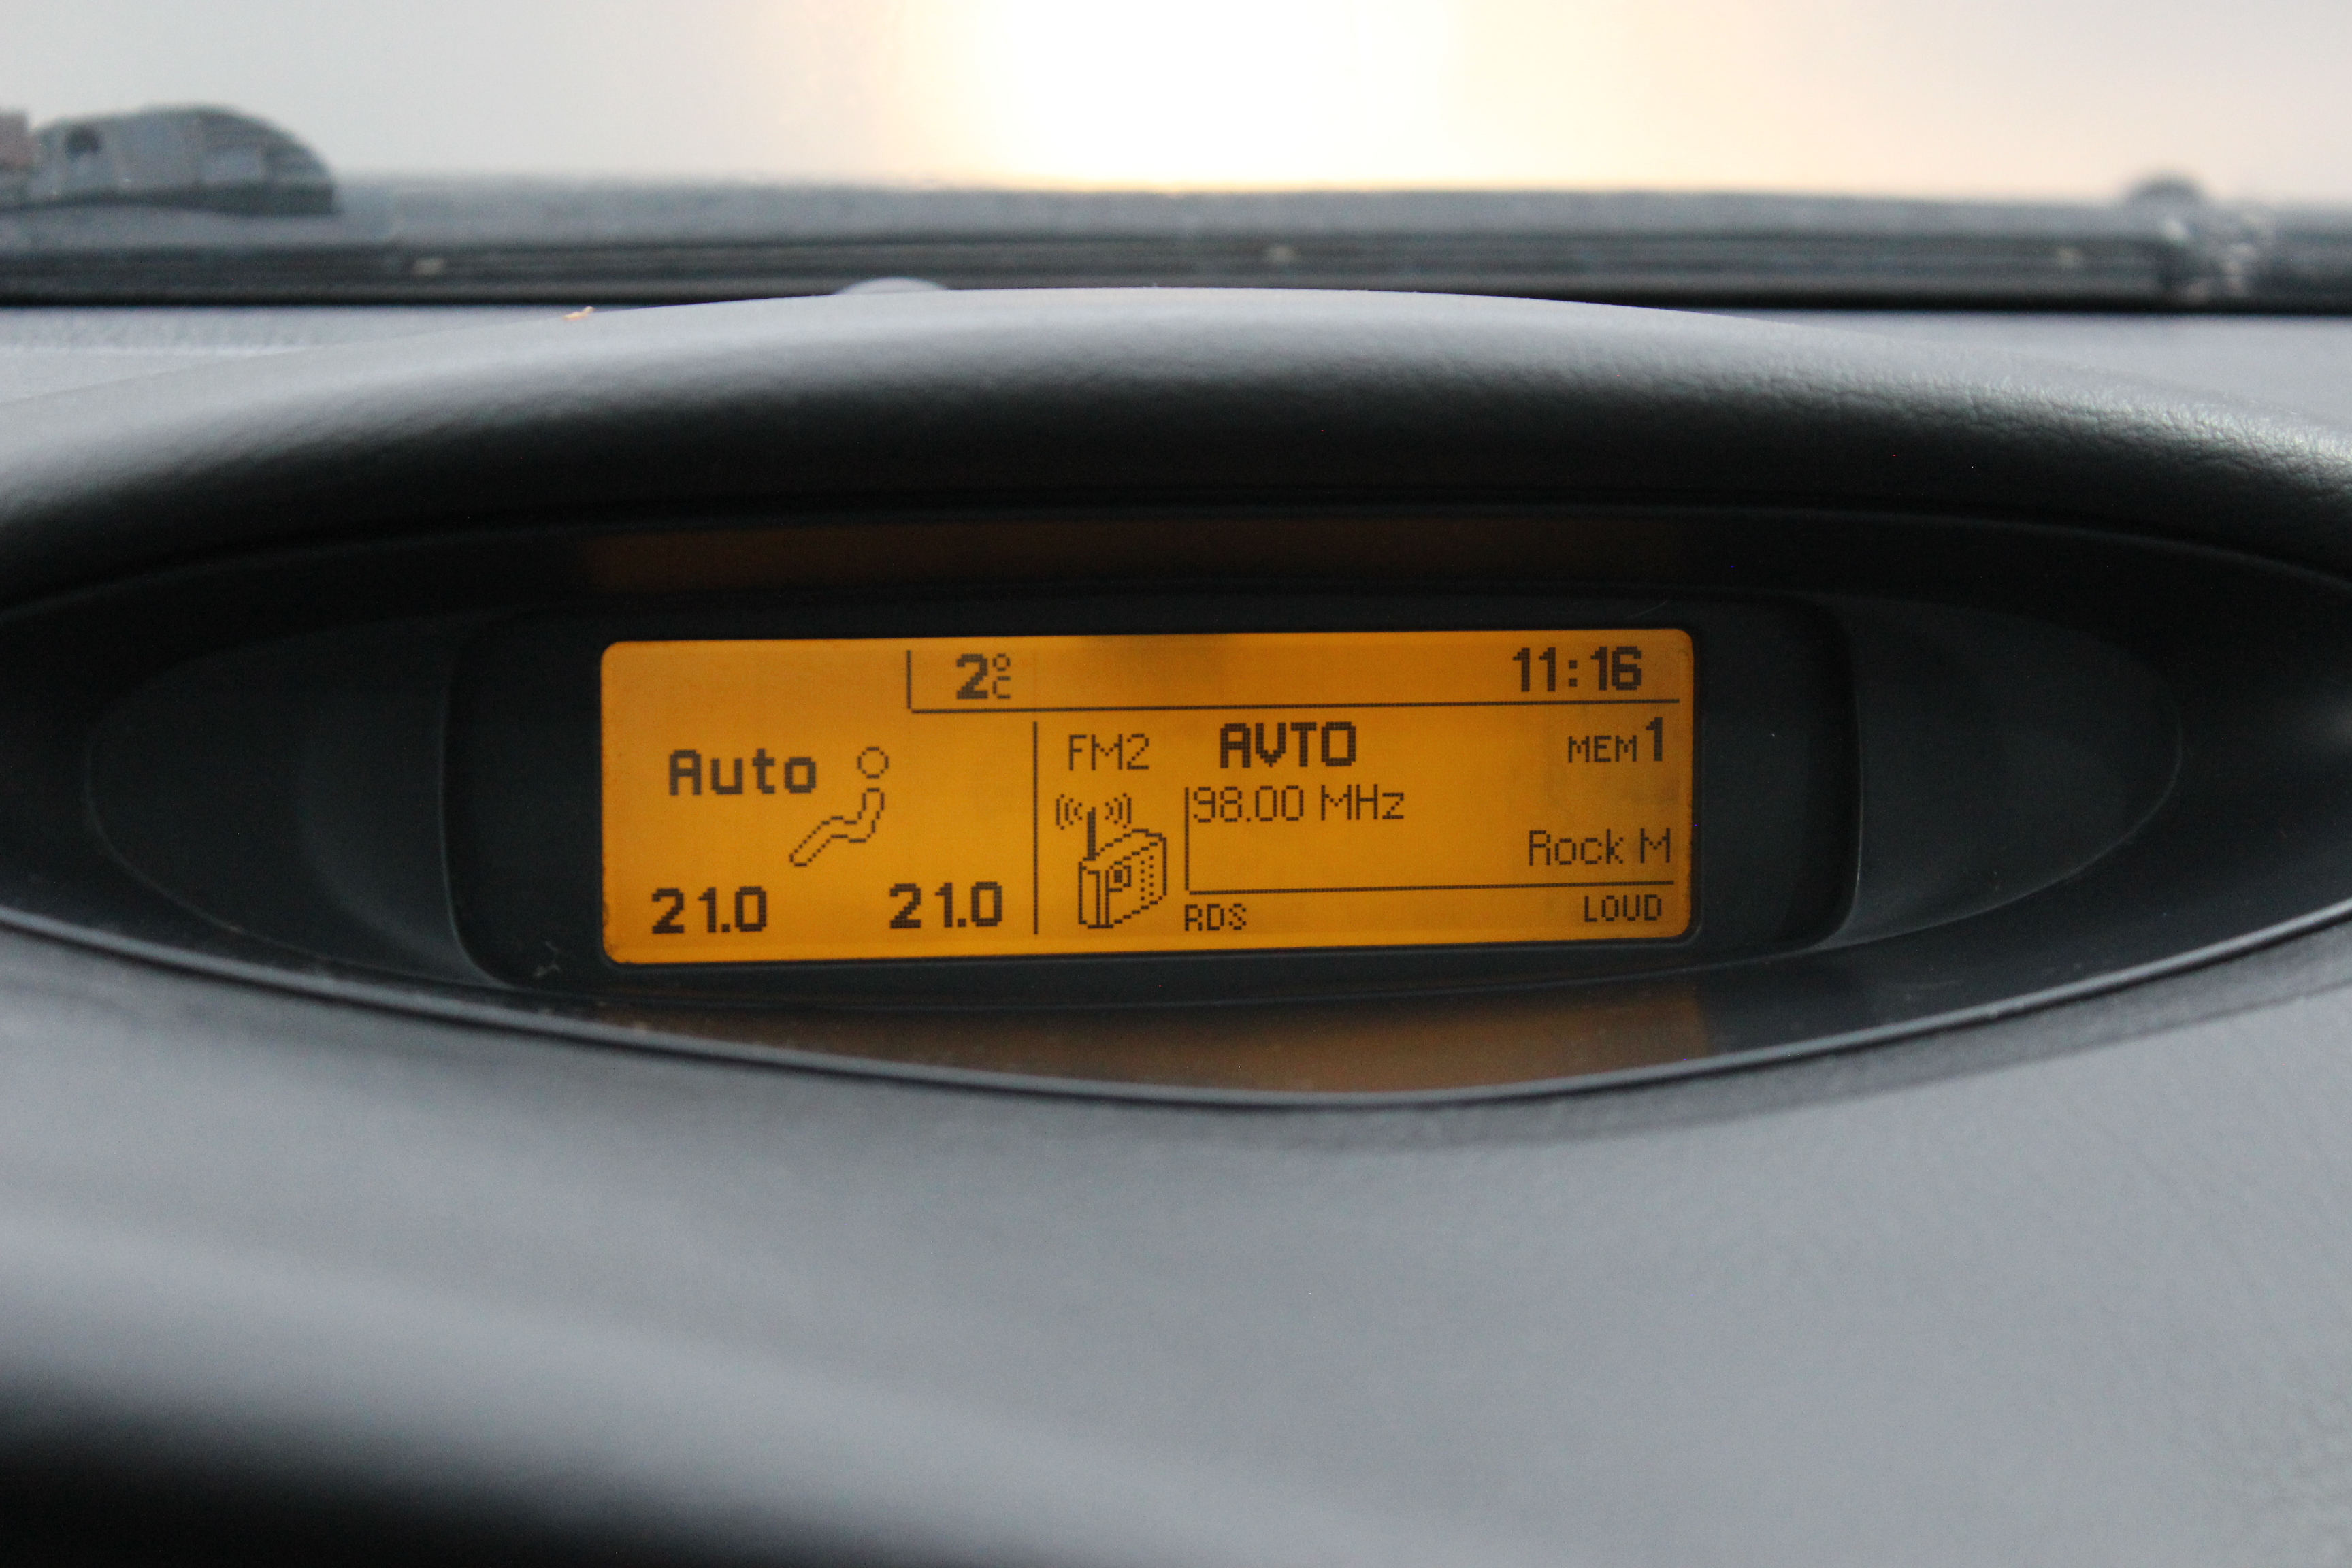 2°C 11:16
Auto
21.0 21.0
FM2 AVTO MEM 1
98.00 MHz
Rock M
RDS LOUD